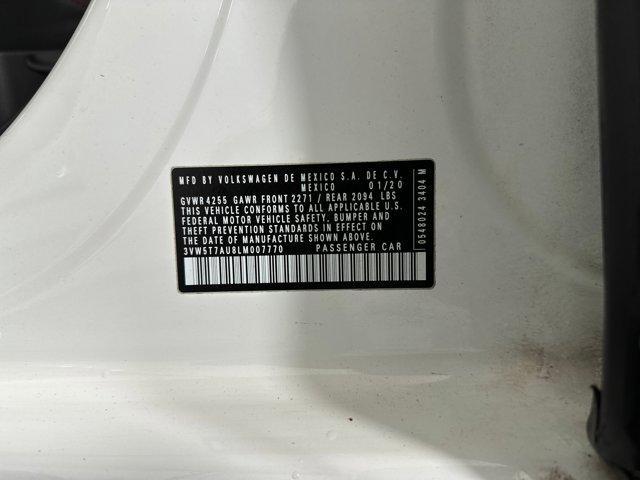 MFD BY VOLKSWAGEN DE MEXICO S.A. DE C.V.
MEXICO 01/20
GVWR 4255 GAWR FRONT 2271 / REAR 2094 LBS
THIS VEHICLE CONFORMS TO ALL APPLICABLE U.S.
FEDERAL MOTOR VEHICLE SAFETY, BUMPER AND
THEFT PREVENTION STANDARDS IN EFFECT ON
THE DATE OF MANUFACTURE SHOWN.
3VW5T7AU8LM007770 PASSENGER CAR
0548024 3404 M